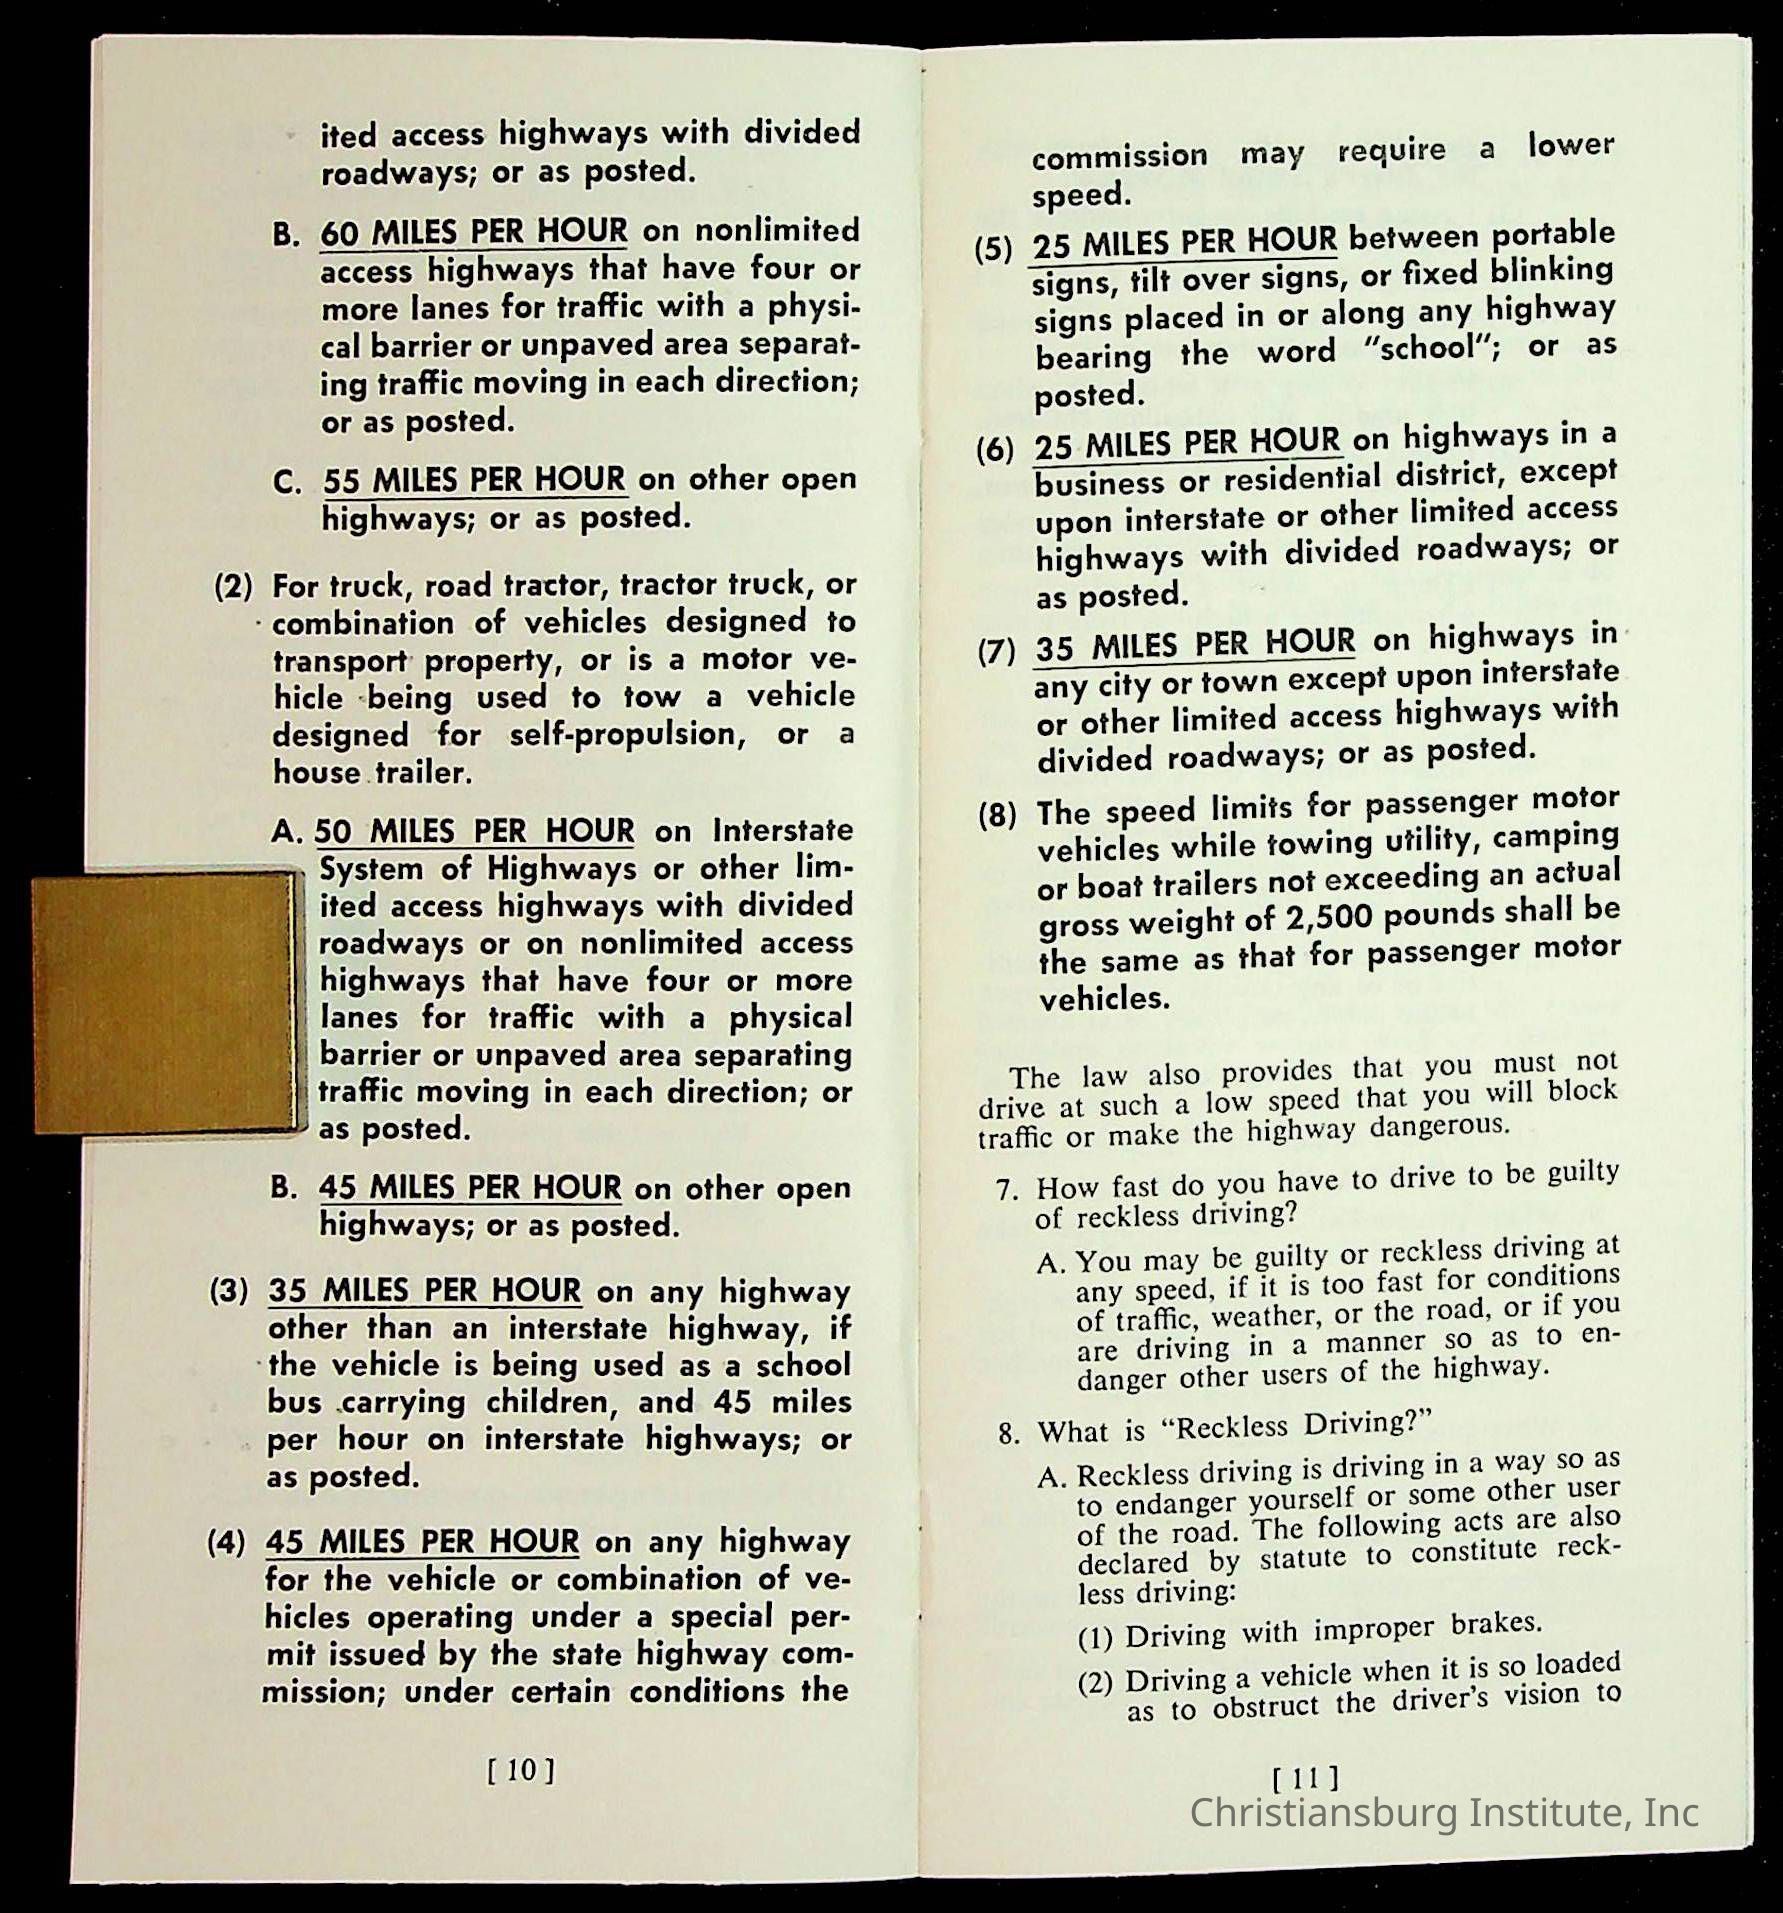 ited access highways with divided
roadways; or as posted.
B. 60 MILES PER HOUR on nonlimited
access highways that have four or
more lanes for traffic with a physi-
cal barrier or unpaved area separat-
ing traffic moving in each direction;
or as posted.
C. 55 MILES PER HOUR on other open
highways; or as posted.
(2) For truck, road tractor, tractor truck, or
combination of vehicles designed to
transport property, or is a motor ve-
hicle being used to tow a vehicle
designed for self-propulsion, or a
house trailer.
A. 50 MILES PER HOUR on Interstate
System of Highways or other lim-
ited access highways with divided
roadways or on nonlimited access
highways that have four or more
lanes for traffic with a physical
barrier or unpaved area separating
traffic moving in each direction; or
as posted.
B. 45 MILES PER HOUR on other open
highways; or as posted.
(3) 35 MILES PER HOUR on any highway
other than an interstate highway, if
the vehicle is being used as a school
bus carrying children, and 45 miles
per hour on interstate highways; or
as posted.
(4) 45 MILES PER HOUR on any highway
for the vehicle or combination of ve-
hicles operating under a special per-
mit issued by the state highway com-
mission; under certain conditions the
[ 10 ]
commission may require a lower
speed.
(5) 25 MILES PER HOUR between portable
signs, tilt over signs, or fixed blinking
signs placed in or along any highway
bearing the word "school"; or as
posted.
(6) 25 MILES PER HOUR on highways in a
business or residential district, except
upon interstate or other limited access
highways with divided roadways; or
as posted.
(7) 35 MILES PER HOUR on highways in
any city or town except upon interstate
or other limited access highways with
divided roadways; or as posted.
(8) The speed limits for passenger motor
vehicles while towing utility, camping
or boat trailers not exceeding an actual
gross weight of 2,500 pounds shall be
the same as that for passenger motor
vehicles.
The law also provides that you must not
drive at such a low speed that you will block
traffic or make the highway dangerous.
7. How fast do you have to drive to be guilty
of reckless driving?
A. You may be guilty or reckless driving at
any speed, if it is too fast for conditions
of traffic, weather, or the road, or if you
are driving in a manner so as to en-
danger other users of the highway.
8. What is “Reckless Driving?”
A. Reckless driving is driving in a way so as
to endanger yourself or some other user
of the road. The following acts are also
declared by statute to constitute reck-
less driving:
(1) Driving with improper brakes.
(2) Driving a vehicle when it is so loaded
as to obstruct the driver's vision to
[ 11 ]
Christiansburg Institute, Inc